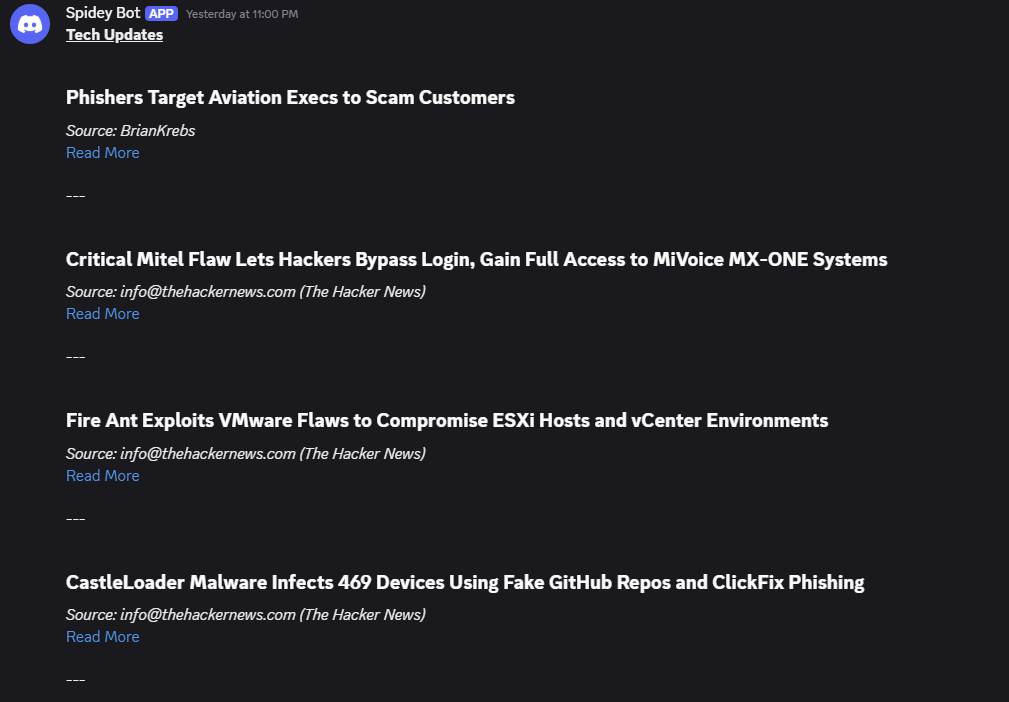 Spidey Bot APP Yesterday at 11:00 PM
Tech Updates
Phishers Target Aviation Execs to Scam Customers
Source: BrianKrebs
Read More
---
Critical Mitel Flaw Lets Hackers Bypass Login, Gain Full Access to MiVoice MX-ONE Systems
Source: info@thehackernews.com (The Hacker News)
Read More
---
Fire Ant Exploits VMware Flaws to Compromise ESXi Hosts and vCenter Environments
Source: info@thehackernews.com (The Hacker News)
Read More
---
CastleLoader Malware Infects 469 Devices Using Fake GitHub Repos and ClickFix Phishing
Source: info@thehackernews.com (The Hacker News)
Read More
---